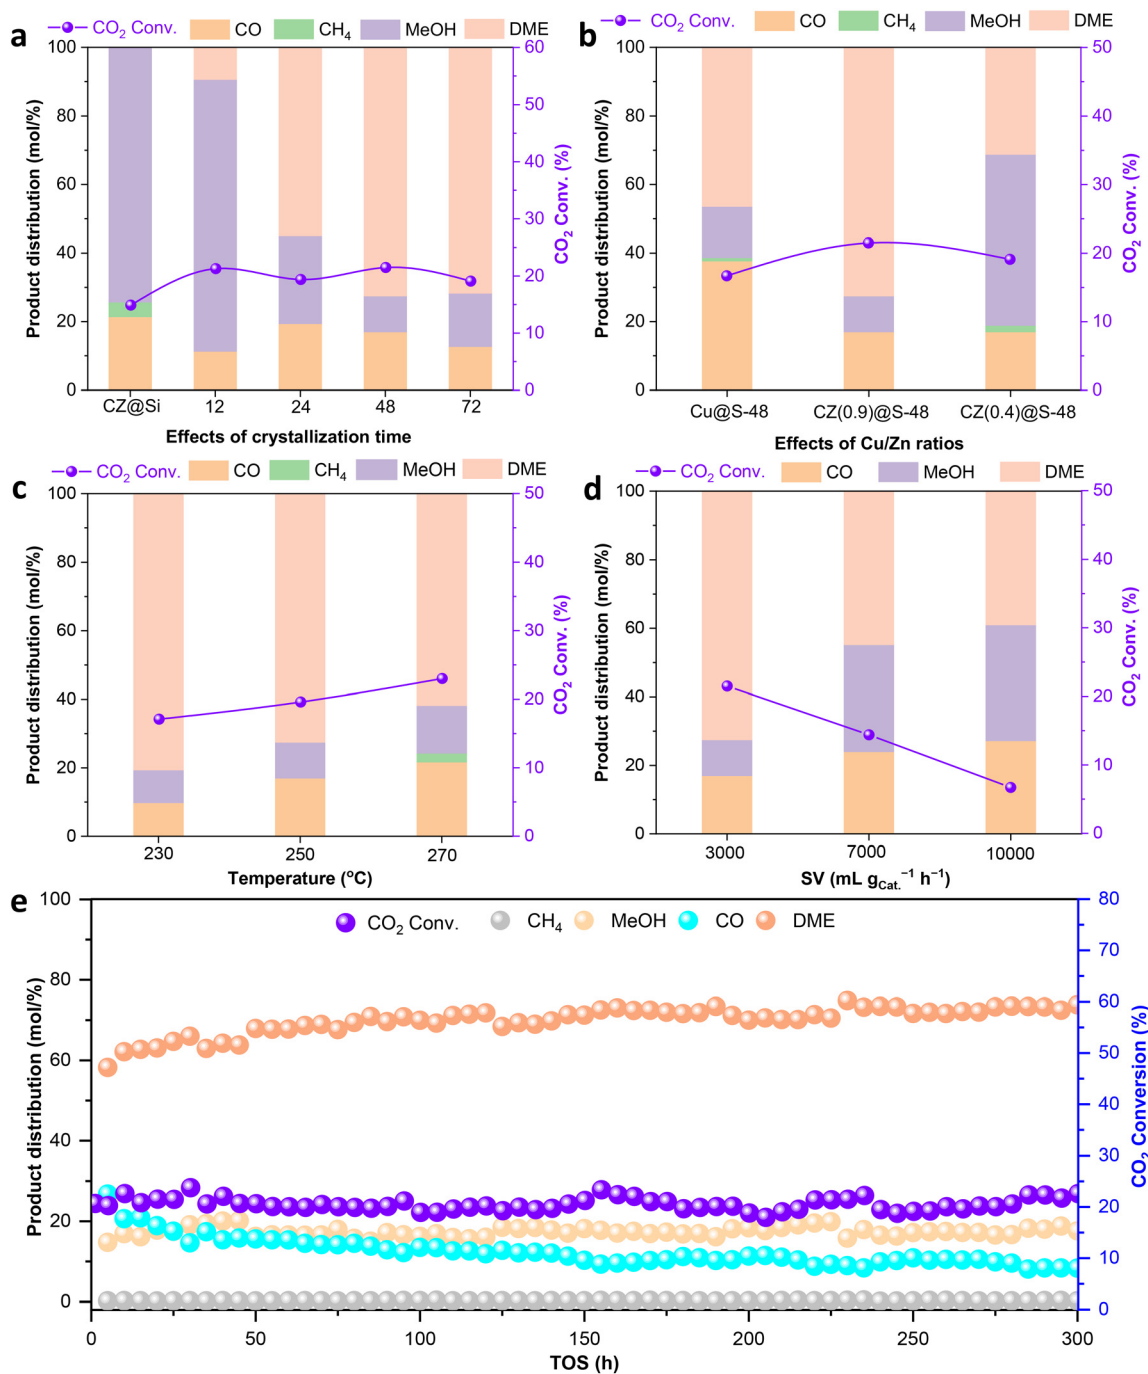 a
CO₂ Conv. CO CH₄ MeOH DME
100
80
60
40
20
0
Product distribution (mol/%)
60
50
40
30
20
10
0
CO₂ Conv. (%)
CZ@Si 12 24 48 72
Effects of crystallization time
b
CO₂ Conv. CO CH₄ MeOH DME
100
80
60
40
20
0
Product distribution (mol/%)
50
40
30
20
10
0
CO₂ Conv. (%)
Cu@S-48 CZ(0.9)@S-48 CZ(0.4)@S-48
Effects of Cu/Zn ratios
c
CO₂ Conv. CO CH₄ MeOH DME
100
80
60
40
20
0
Product distribution (mol/%)
50
40
30
20
10
0
CO₂ Conv. (%)
230 250 270
Temperature (°C)
d
CO₂ Conv. CO MeOH DME
100
80
60
40
20
0
Product distribution (mol/%)
50
40
30
20
10
0
CO₂ Conv. (%)
3000 7000 10000
SV (mL g_Cat.⁻¹ h⁻¹)
e
CO₂ Conv. CH₄ MeOH CO DME
100
80
60
40
20
0
Product distribution (mol/%)
80
70
60
50
40
30
20
10
0
CO₂ Conversion (%)
0 50 100 150 200 250 300
TOS (h)